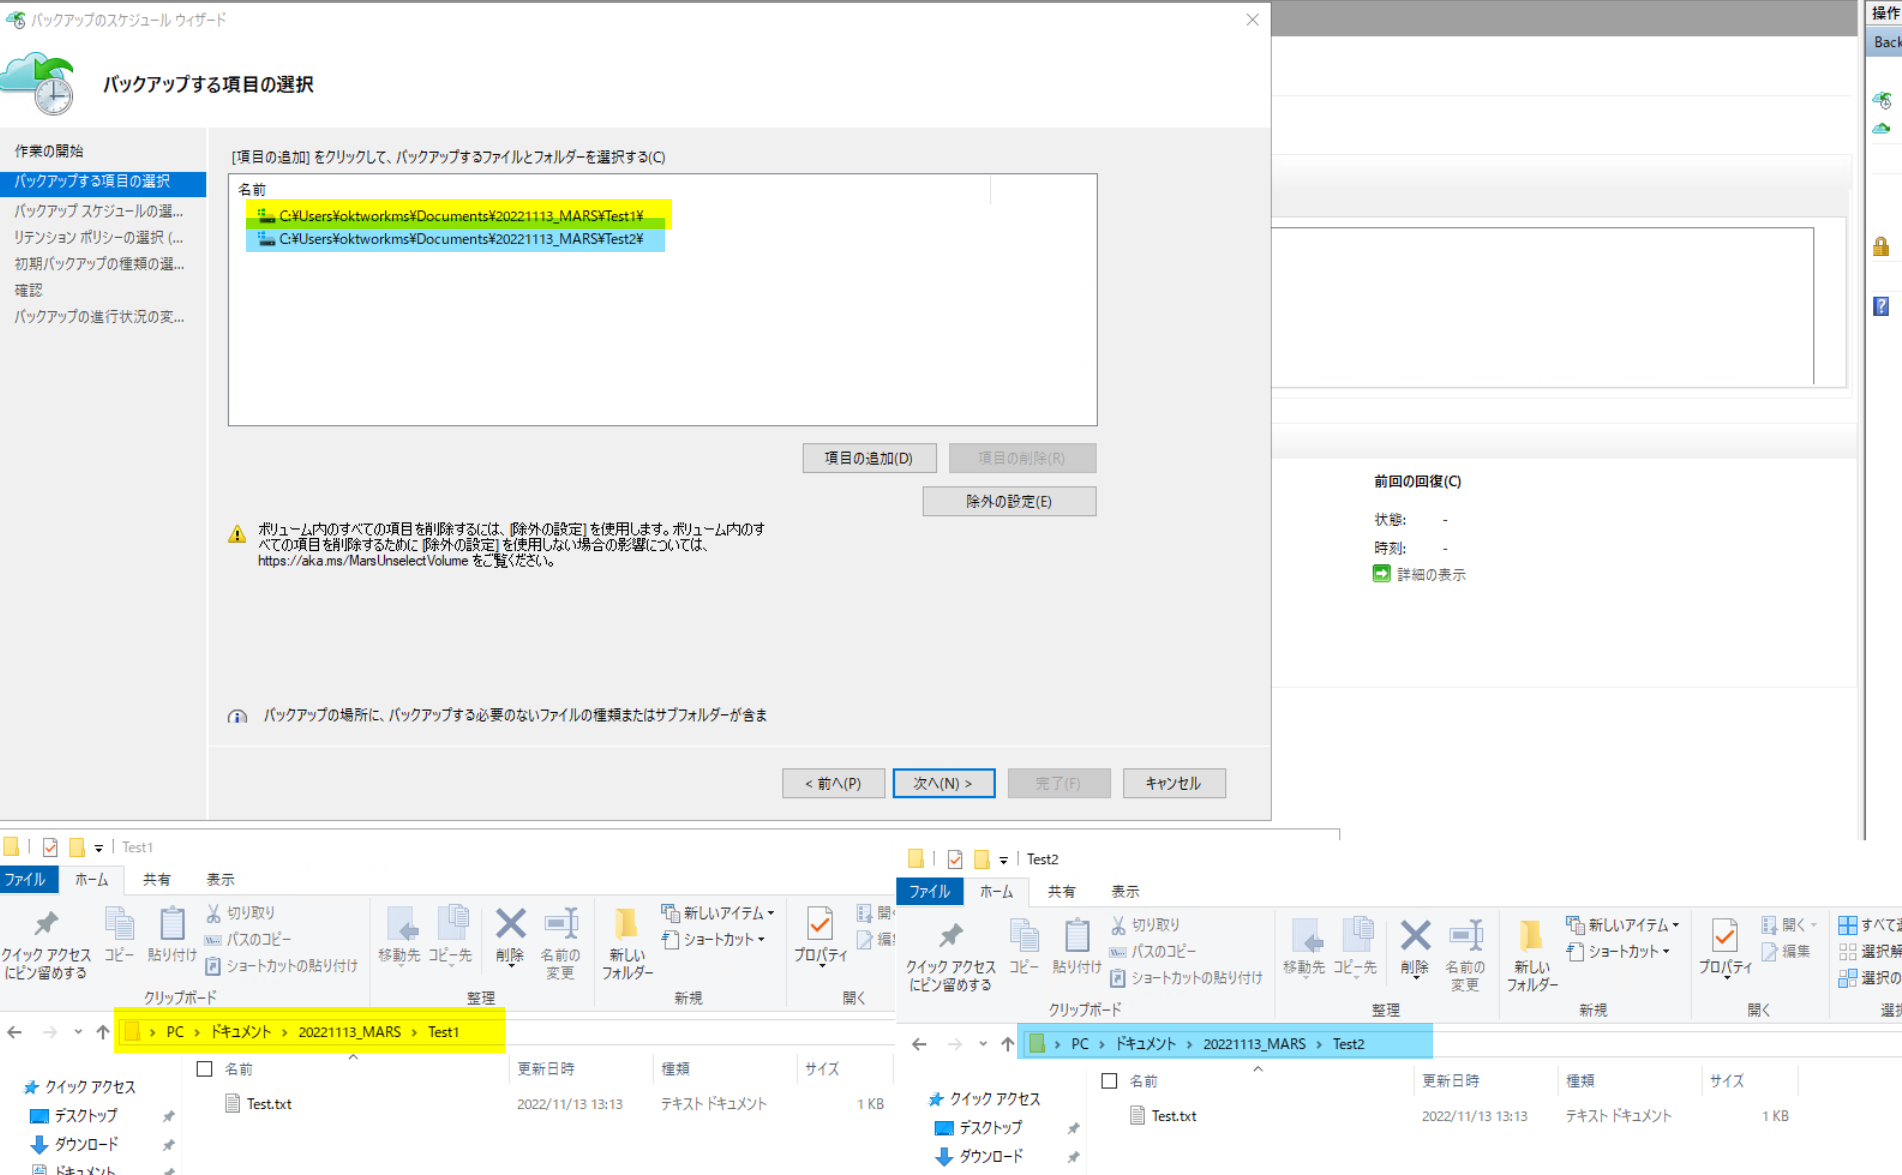 バックアップのスケジュール ウィザード
操作
Back
バックアップする項目の選択
作業の開始
バックアップする項目の選択
バックアップ スケジュールの選...
リテンション ポリシーの選択 (...
初期バックアップの種類の選...
確認
バックアップの進行状況の変...
[項目の追加] をクリックして、バックアップするファイルとフォルダーを選択する(C)
名前
C:¥Users¥oktworkms¥Documents¥20221113_MARS¥Test1¥
C:¥Users¥oktworkms¥Documents¥20221113_MARS¥Test2¥
項目の追加(D)
項目の削除(R)
除外の設定(E)
ボリューム内のすべての項目を削除するには、[除外の設定] を使用します。ボリューム内のす
べての項目を削除するために [除外の設定] を使用しない場合の影響については、
https://aka.ms/MarsUnselectVolume をご覧ください。
バックアップの場所に、バックアップする必要のないファイルの種類またはサブフォルダーが含ま
< 前へ(P)
次へ(N) >
完了(F)
キャンセル
前回の回復(C)
状態: -
時刻: -
詳細の表示
Test1
ファイル
ホーム
共有
表示
クイック アクセス
にピン留めする
コピー
貼り付け
切り取り
パスのコピー
ショートカットの貼り付け
クリップボード
移動先
コピー先
削除
名前の
変更
整理
新しい
フォルダー
新しいアイテム
ショートカット
新規
プロパティ
開く
PC > ドキュメント > 20221113_MARS > Test1
名前
更新日時
種類
サイズ
Test.txt
2022/11/13 13:13
テキスト ドキュメント
1 KB
クイック アクセス
デスクトップ
ダウンロード
ドキュメント
Test2
ファイル
ホーム
共有
表示
クイック アクセス
にピン留めする
コピー
貼り付け
切り取り
パスのコピー
ショートカットの貼り付け
クリップボード
移動先
コピー先
削除
名前の
変更
整理
新しい
フォルダー
新しいアイテム
ショートカット
新規
プロパティ
開く
編集
開く
すべて選
選択解
選択の
選択
PC > ドキュメント > 20221113_MARS > Test2
名前
更新日時
種類
サイズ
Test.txt
2022/11/13 13:13
テキスト ドキュメント
1 KB
クイック アクセス
デスクトップ
ダウンロード